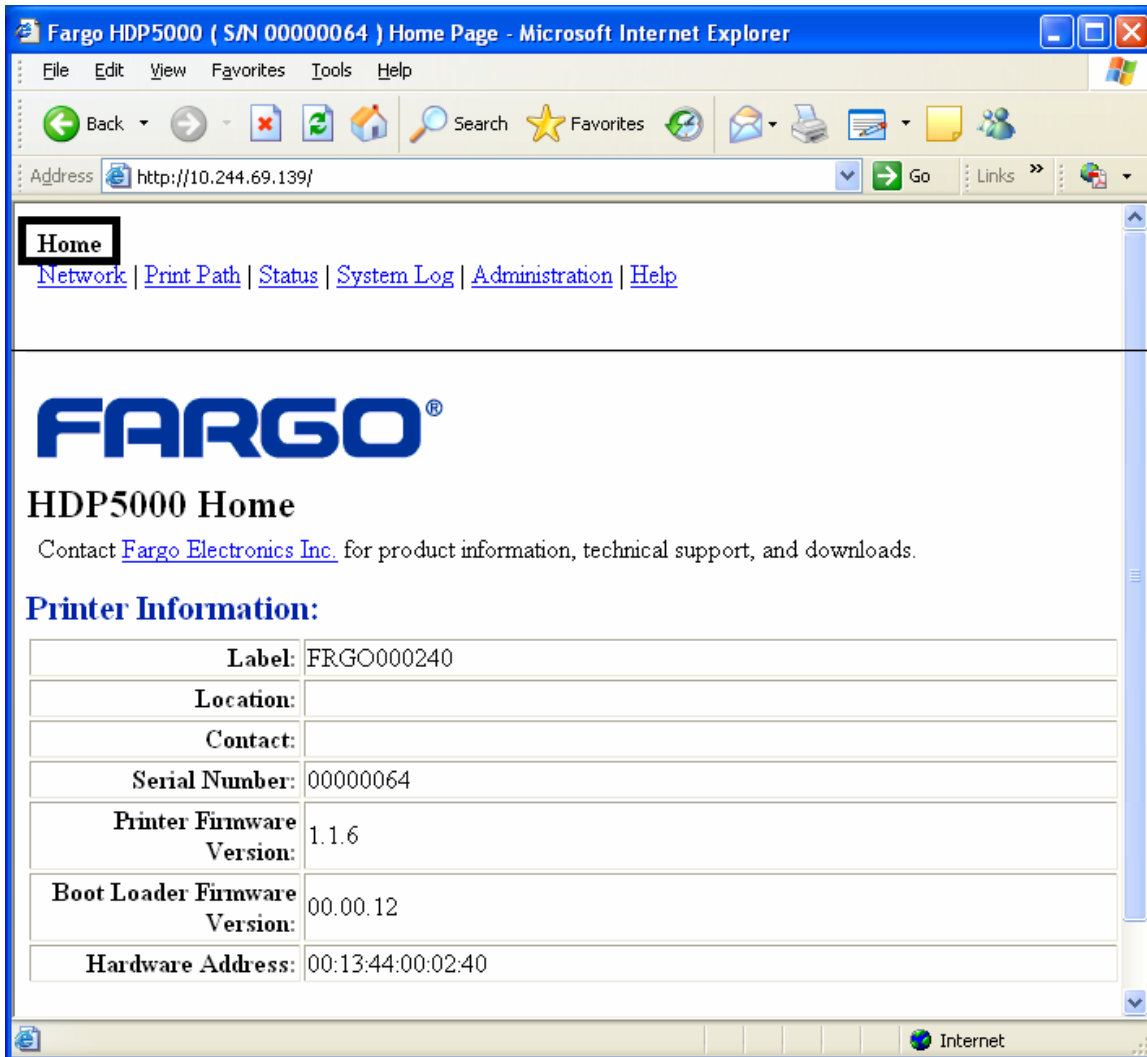 Fargo HDP5000 ( S/N 00000064 ) Home Page - Microsoft Internet Explorer
File Edit View Favorites Tools Help
Back Search Favorites
Address http://10.244.69.139/ Go Links »
Home
Network | Print Path | Status | System Log | Administration | Help
FARGO®
HDP5000 Home
Contact Fargo Electronics Inc. for product information, technical support, and downloads.
Printer Information:
Label: FRGO000240
Location:
Contact:
Serial Number: 00000064
Printer Firmware
Version: 1.1.6
Boot Loader Firmware
Version: 00.00.12
Hardware Address: 00:13:44:00:02:40
Internet